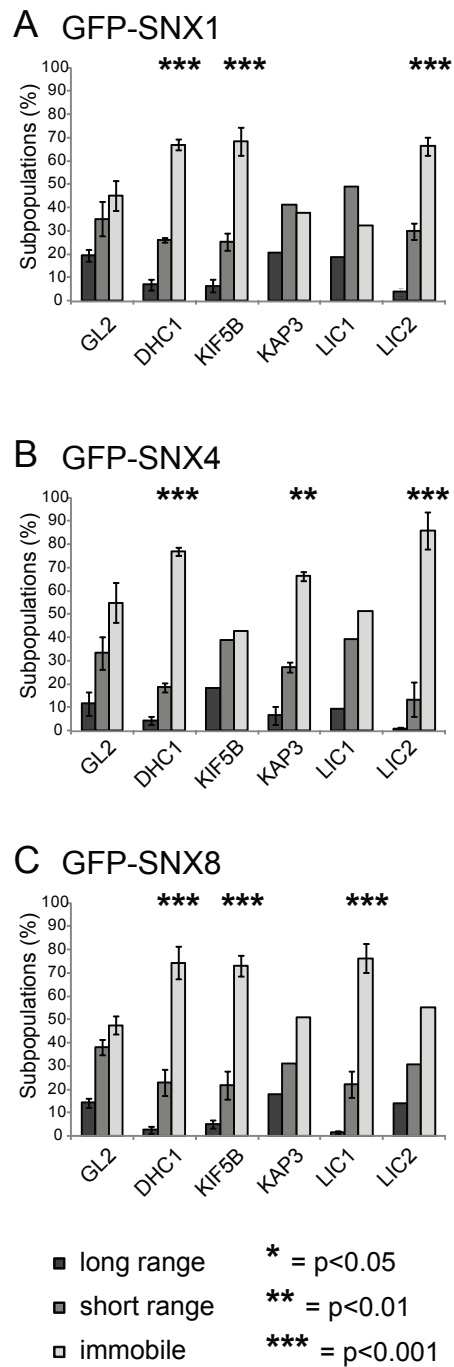 A GFP-SNX1
*** *** ***
Subpopulations (%)
100
90
80
70
60
50
40
30
20
10
0
GL2 DHC1 KIF5B KAP3 LIC1 LIC2
B GFP-SNX4
*** ** ***
Subpopulations (%)
100
90
80
70
60
50
40
30
20
10
0
GL2 DHC1 KIF5B KAP3 LIC1 LIC2
C GFP-SNX8
*** *** ***
Subpopulations (%)
100
90
80
70
60
50
40
30
20
10
0
GL2 DHC1 KIF5B KAP3 LIC1 LIC2
long range * = p<0.05
short range ** = p<0.01
immobile *** = p<0.001